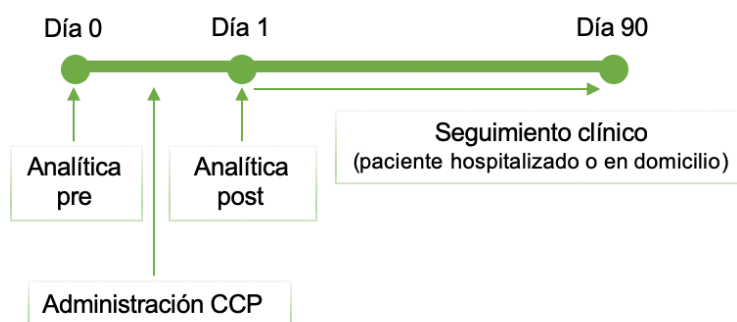 Día 0
Día 1
Día 90
Analítica
pre
Analítica
post
Seguimiento clínico
(paciente hospitalizado o en domicilio)
Administración CCP